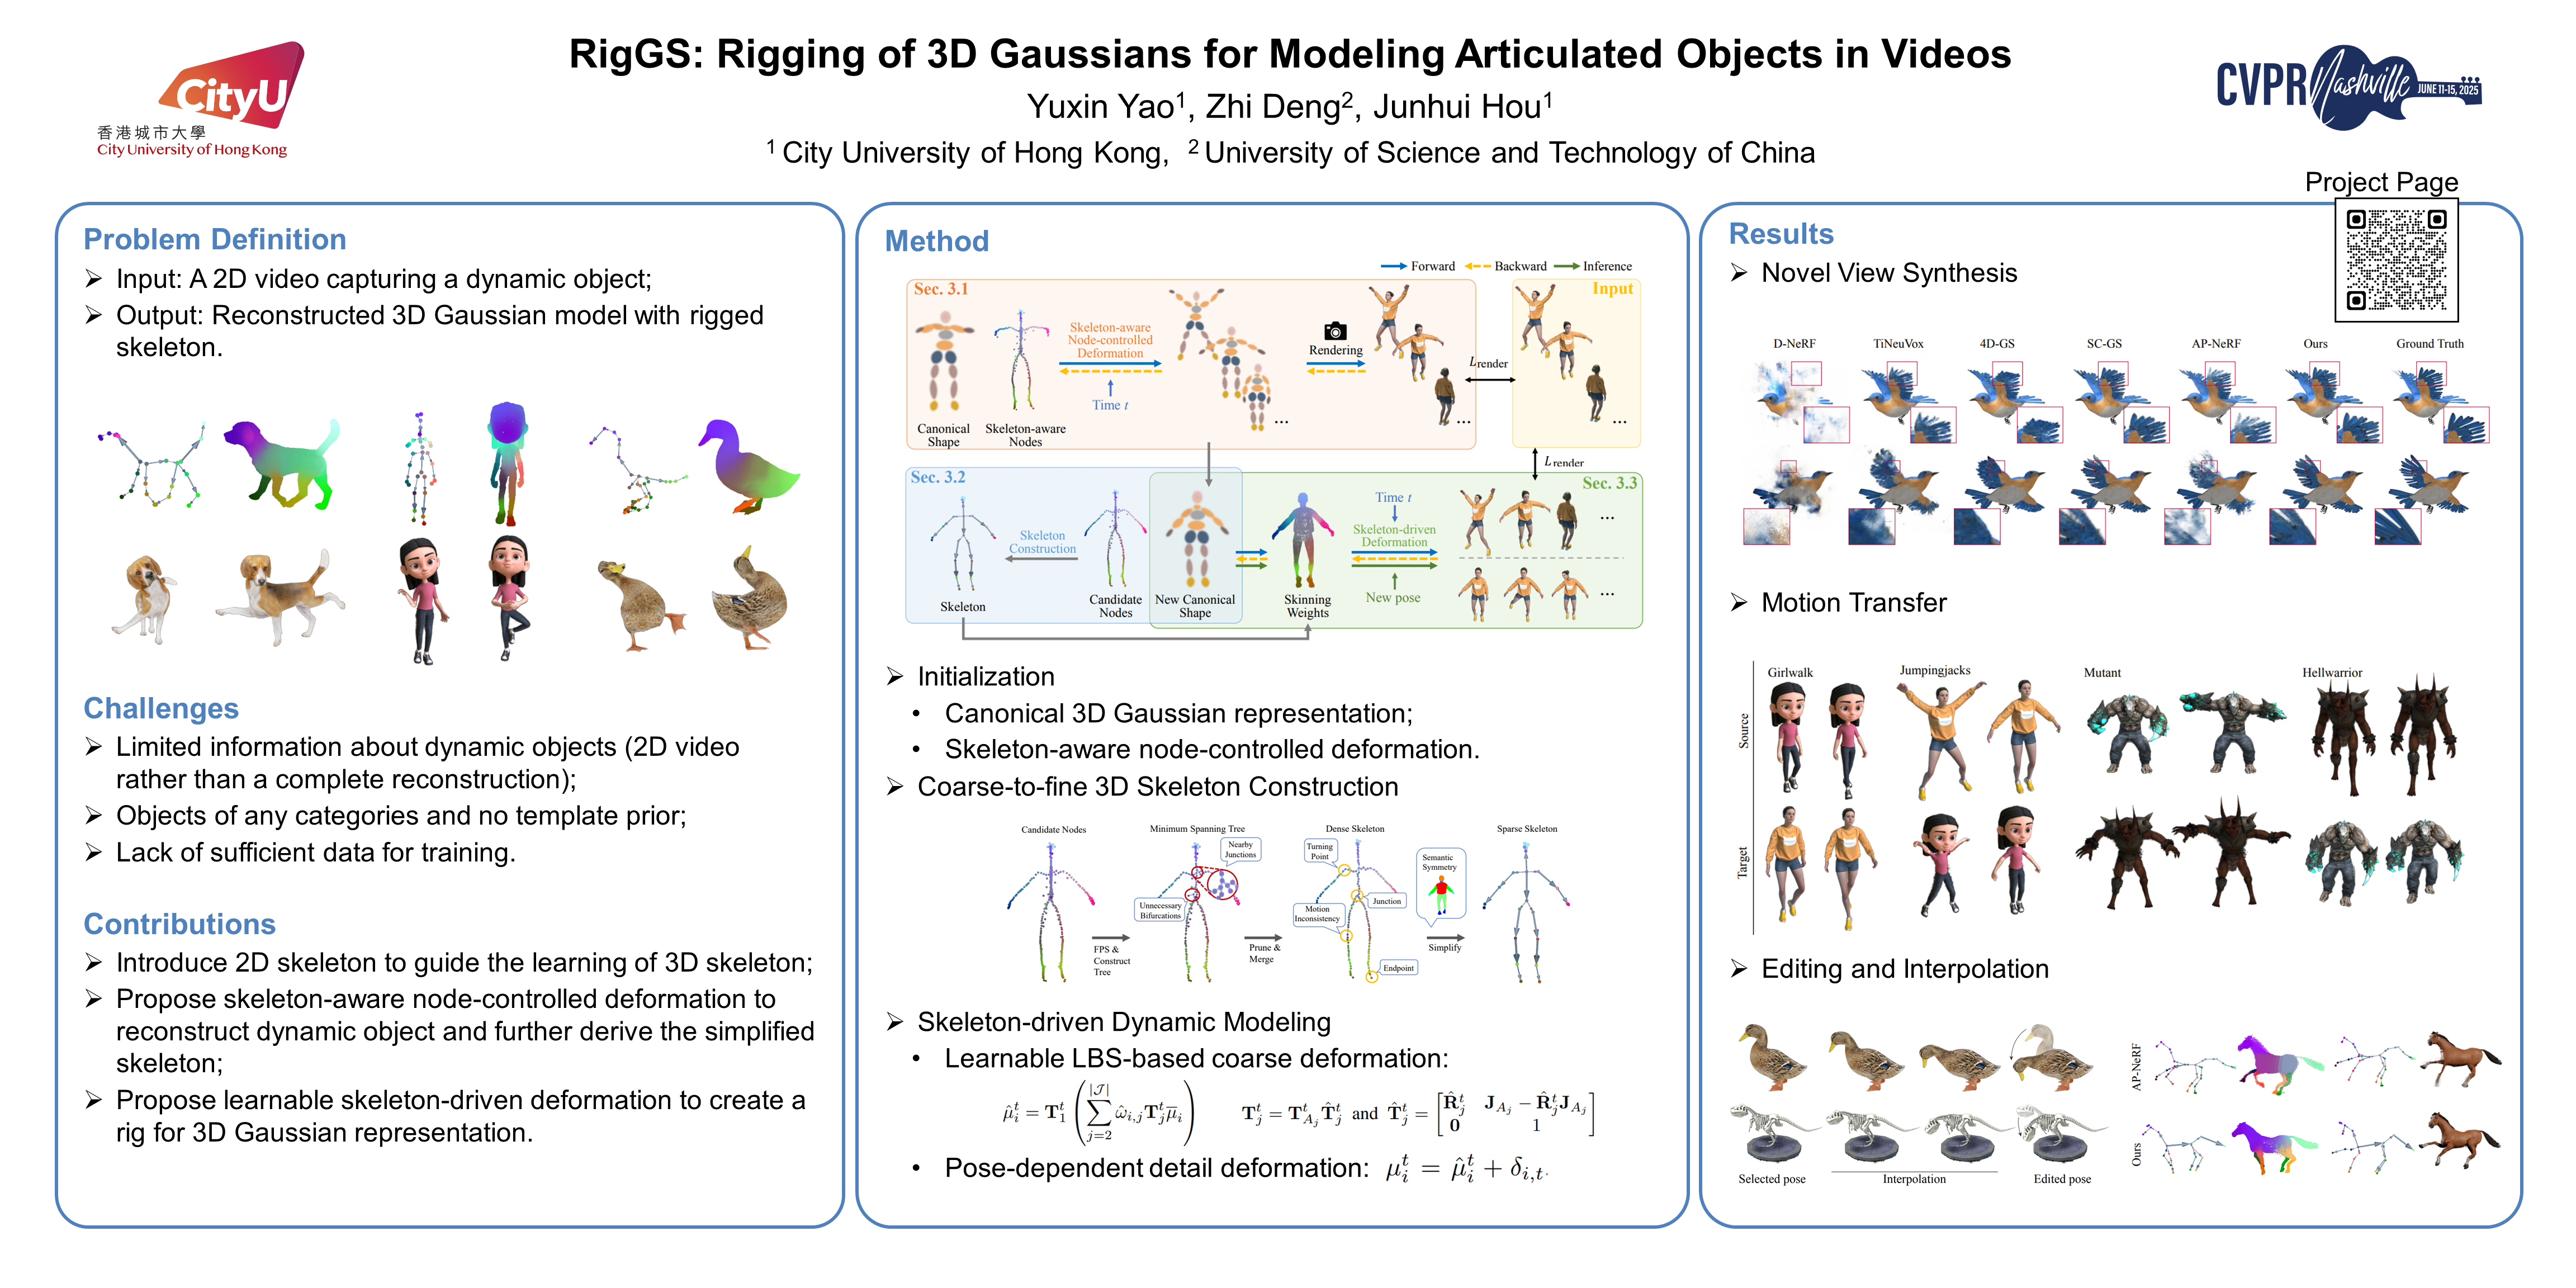 CityU
香港城市大學
City University of Hong Kong
RigGS: Rigging of 3D Gaussians for Modeling Articulated Objects in Videos
Yuxin Yao¹, Zhi Deng², Junhui Hou¹
¹ City University of Hong Kong, ² University of Science and Technology of China
CVPR Nashville JUNE 11-15, 2025
Project Page
Problem Definition
➢ Input: A 2D video capturing a dynamic object;
➢ Output: Reconstructed 3D Gaussian model with rigged
skeleton.
Challenges
➢ Limited information about dynamic objects (2D video
rather than a complete reconstruction);
➢ Objects of any categories and no template prior;
➢ Lack of sufficient data for training.
Contributions
➢ Introduce 2D skeleton to guide the learning of 3D skeleton;
➢ Propose skeleton-aware node-controlled deformation to
reconstruct dynamic object and further derive the simplified
skeleton;
➢ Propose learnable skeleton-driven deformation to create a
rig for 3D Gaussian representation.
Method
Forward Backward Inference
Sec. 3.1
Input
Skeleton-aware
Node-controlled
Deformation
Time t
Rendering
L_render
Canonical
Shape
Skeleton-aware
Nodes
...
...
...
L_render
Sec. 3.2
Sec. 3.3
Skeleton
Construction
Time t
Skeleton-driven
Deformation
New pose
...
...
Skeleton
Candidate
Nodes
New Canonical
Shape
Skinning
Weights
➢ Initialization
• Canonical 3D Gaussian representation;
• Skeleton-aware node-controlled deformation.
➢ Coarse-to-fine 3D Skeleton Construction
Candidate Nodes
Minimum Spanning Tree
Dense Skeleton
Sparse Skeleton
Nearby
Junctions
Unnecessary
Bifurcations
Turning
Point
Motion
Inconsistency
Junction
Endpoint
Semantic
Symmetry
FPS &
Construct
Tree
Prune &
Merge
Simplify
➢ Skeleton-driven Dynamic Modeling
• Learnable LBS-based coarse deformation:
$\hat{\mu}_i^t = \mathbf{T}_1^t \left( \sum_{j=2}^{|\mathcal{J}|} \hat{\omega}_{i,j} \mathbf{T}_j^t \overline{\mu}_i \right)$ $\mathbf{T}_j^t = \mathbf{T}_{A_j}^t \hat{\mathbf{T}}_j^t$ and $\hat{\mathbf{T}}_j^t = \begin{bmatrix} \hat{\mathbf{R}}_j^t & \mathbf{J}_{A_j} - \hat{\mathbf{R}}_j^t \mathbf{J}_{A_j} \\ \mathbf{0} & 1 \end{bmatrix}$
• Pose-dependent detail deformation: $\mu_i^t = \hat{\mu}_i^t + \delta_{i,t}.$
Results
➢ Novel View Synthesis
D-NeRF TiNeuVox 4D-GS SC-GS AP-NeRF Ours Ground Truth
➢ Motion Transfer
Girlwalk Jumpingjacks Mutant Hellwarrior
Source
Target
➢ Editing and Interpolation
AP-NeRF
Ours
Selected pose Interpolation Edited pose